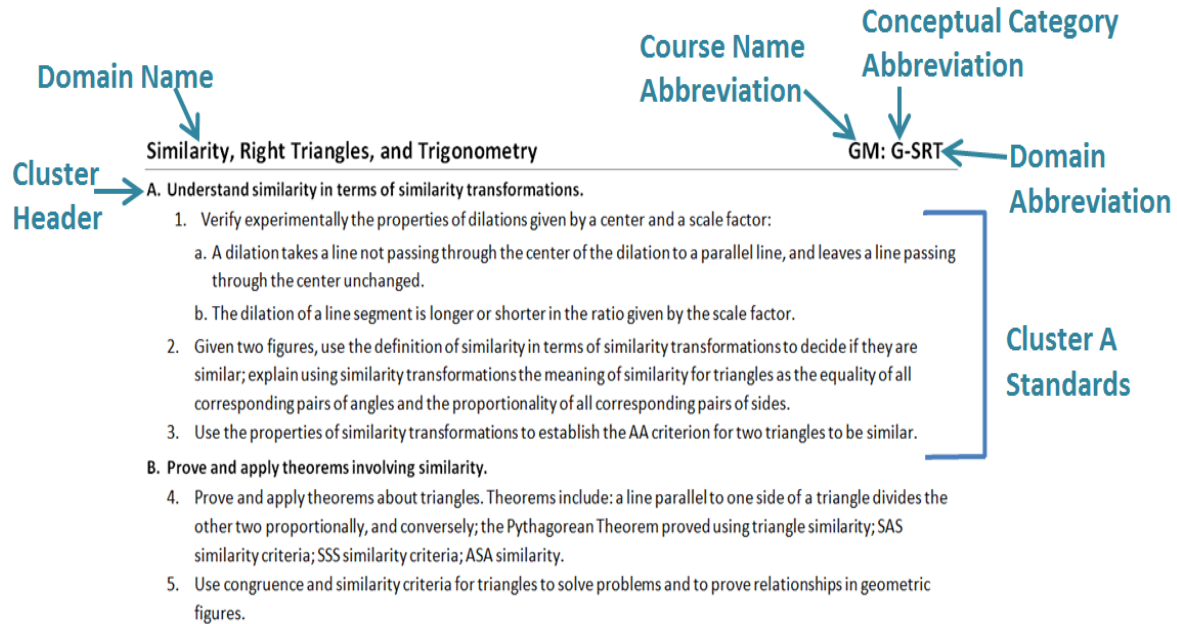 Conceptual Category
Abbreviation
Course Name
Abbreviation
Domain Name
Similarity, Right Triangles, and Trigonometry
GM: G-SRT
Domain
Abbreviation
Cluster
Header
A. Understand similarity in terms of similarity transformations.
1. Verify experimentally the properties of dilations given by a center and a scale factor:
a. A dilation takes a line not passing through the center of the dilation to a parallel line, and leaves a line passing
through the center unchanged.
b. The dilation of a line segment is longer or shorter in the ratio given by the scale factor.
2. Given two figures, use the definition of similarity in terms of similarity transformations to decide if they are
similar; explain using similarity transformations the meaning of similarity for triangles as the equality of all
corresponding pairs of angles and the proportionality of all corresponding pairs of sides.
3. Use the properties of similarity transformations to establish the AA criterion for two triangles to be similar.
Cluster A
Standards
B. Prove and apply theorems involving similarity.
4. Prove and apply theorems about triangles. Theorems include: a line parallel to one side of a triangle divides the
other two proportionally, and conversely; the Pythagorean Theorem proved using triangle similarity; SAS
similarity criteria; SSS similarity criteria; ASA similarity.
5. Use congruence and similarity criteria for triangles to solve problems and to prove relationships in geometric
figures.